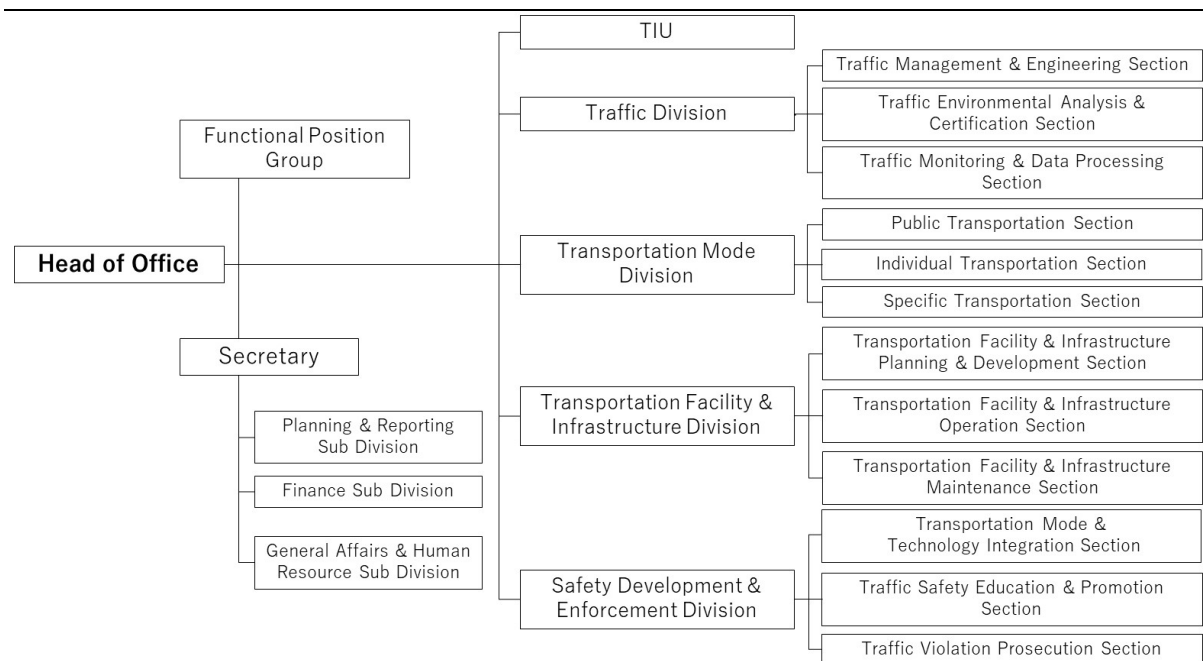 TIU
Traffic Management & Engineering Section
Traffic Division
Traffic Environmental Analysis &
Certification Section
Functional Position
Group
Traffic Monitoring & Data Processing
Section
Public Transportation Section
Head of Office
Transportation Mode
Division
Individual Transportation Section
Specific Transportation Section
Secretary
Transportation Facility & Infrastructure
Planning & Development Section
Transportation Facility &
Infrastructure Division
Transportation Facility & Infrastructure
Operation Section
Planning & Reporting
Sub Division
Finance Sub Division
Transportation Facility & Infrastructure
Maintenance Section
General Affairs & Human
Resource Sub Division
Transportation Mode &
Technology Integration Section
Safety Development &
Enforcement Division
Traffic Safety Education & Promotion
Section
Traffic Violation Prosecution Section